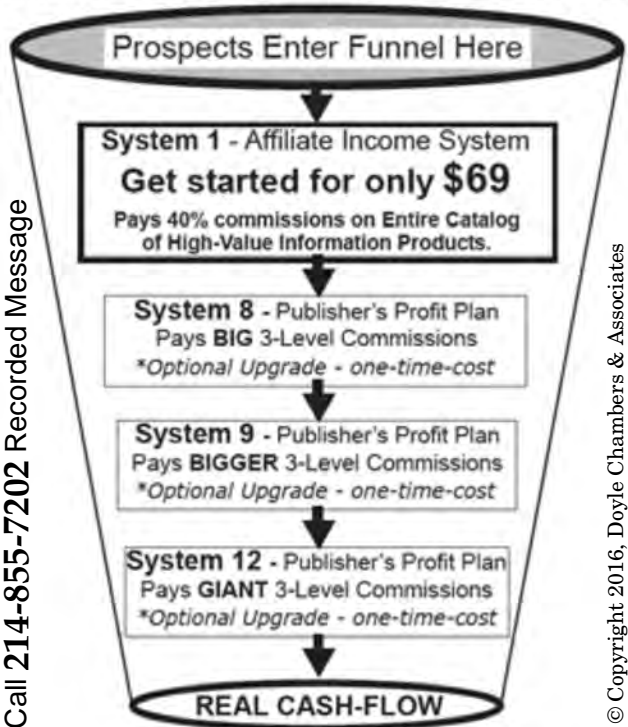 Prospects Enter Funnel Here
System 1 - Affiliate Income System
Get started for only $69
Pays 40% commissions on Entire Catalog
of High-Value Information Products.
System 8 - Publisher's Profit Plan
Pays BIG 3-Level Commissions
*Optional Upgrade - one-time-cost
System 9 - Publisher's Profit Plan
Pays BIGGER 3-Level Commissions
*Optional Upgrade - one-time-cost
System 12 - Publisher's Profit Plan
Pays GIANT 3-Level Commissions
*Optional Upgrade - one-time-cost
REAL CASH-FLOW
Call 214-855-7202 Recorded Message
© Copyright 2016, Doyle Chambers & Associates